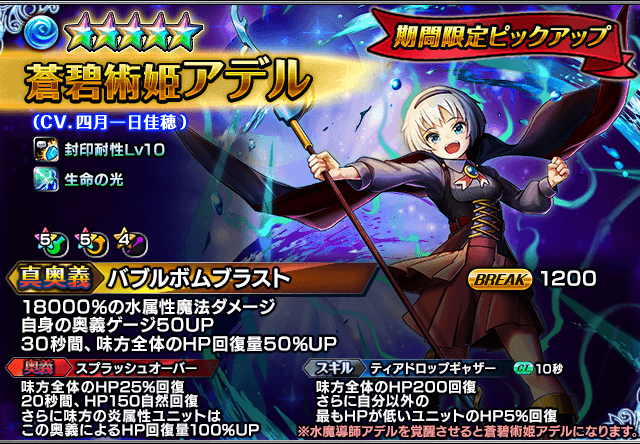 期間限定ピックアップ
蒼碧術姫アデル
(CV.四月一日佳穂)
封印耐性Lv10
生命の光
5 5 4
真奥義 バブルボムブラスト BREAK 1200
18000%の水属性魔法ダメージ
自身の奥義ゲージ50UP
30秒間、味方全体のHP回復量50%UP
奥義 スプラッシュオーバー
味方全体のHP25%回復
20秒間、HP150自然回復
さらに味方の炎属性ユニットは
この奥義によるHP回復量100%UP
スキル ティアドロップギャザー CT 10秒
味方全体のHP200回復
さらに自分以外の
最もHPが低いユニットのHP5%回復
※水魔導師アデルを覚醒させると蒼碧術姫アデルになります。